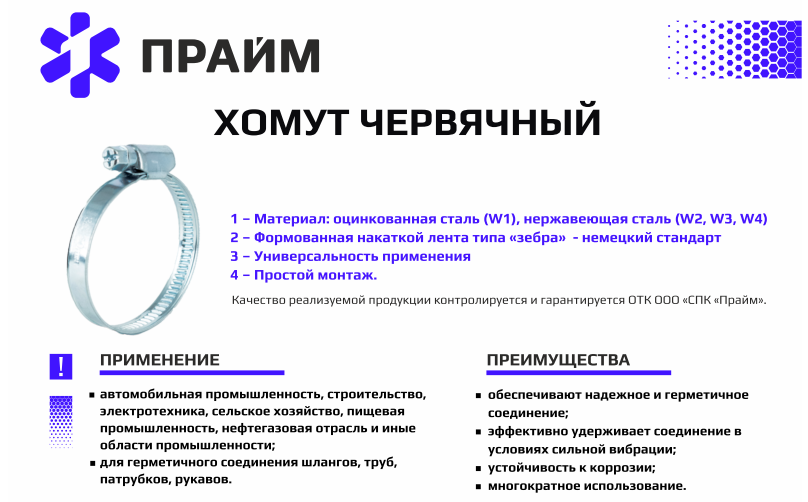 ПРАЙМ
ХОМУТ ЧЕРВЯЧНЫЙ
1 – Материал: оцинкованная сталь (W1), нержавеющая сталь (W2, W3, W4)
2 – Формованная накаткой лента типа «зебра» - немецкий стандарт
3 – Универсальность применения
4 – Простой монтаж.
Качество реализуемой продукции контролируется и гарантируется ОТК ООО «СПК «Прайм».
!
ПРИМЕНЕНИЕ
▪ автомобильная промышленность, строительство,
электротехника, сельское хозяйство, пищевая
промышленность, нефтегазовая отрасль и иные
области промышленности;
▪ для герметичного соединения шлангов, труб,
патрубков, рукавов.
ПРЕИМУЩЕСТВА
▪ обеспечивают надежное и герметичное
соединение;
▪ эффективно удерживает соединение в
условиях сильной вибрации;
▪ устойчивость к коррозии;
▪ многократное использование.